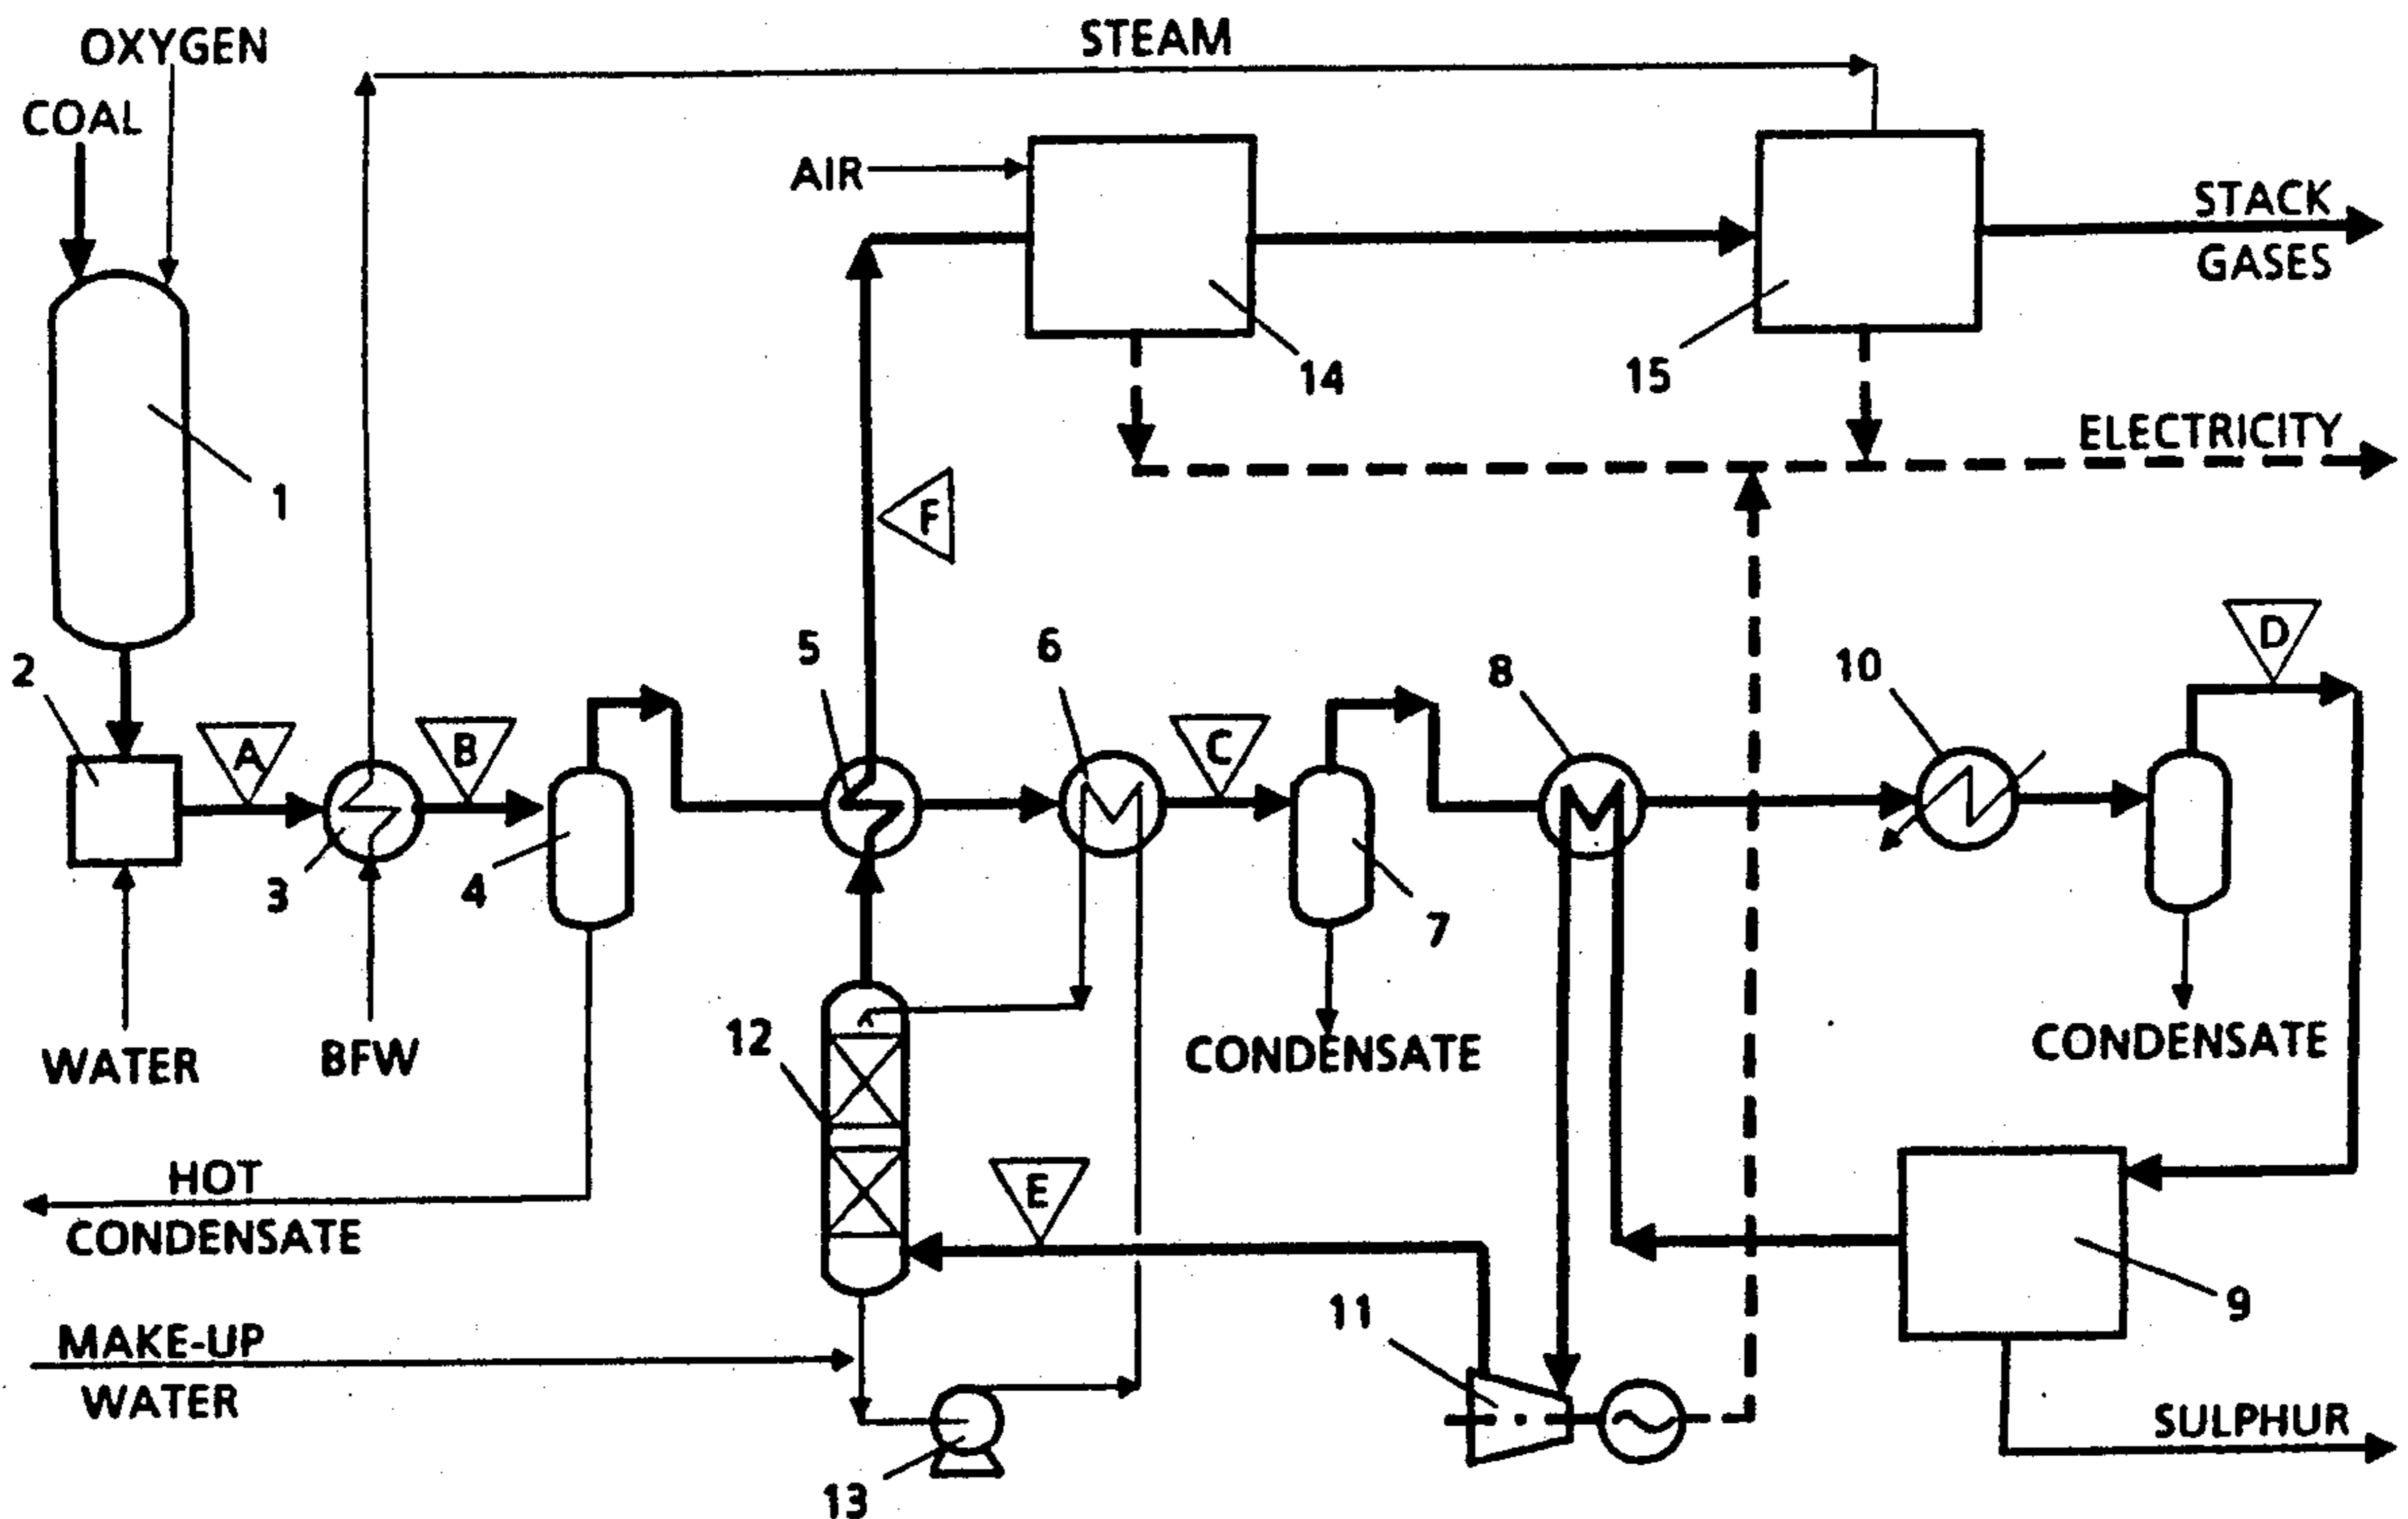 OXYGEN
STEAM
COAL
AIR
STACK
GASES
14
15
ELECTRICITY
1
F
5
6
2
8
10
D
A
B
C
3
4
7
12
WATER
BFW
CONDENSATE
CONDENSATE
HOT
CONDENSATE
E
9
11
MAKE-UP
WATER
13
SULPHUR